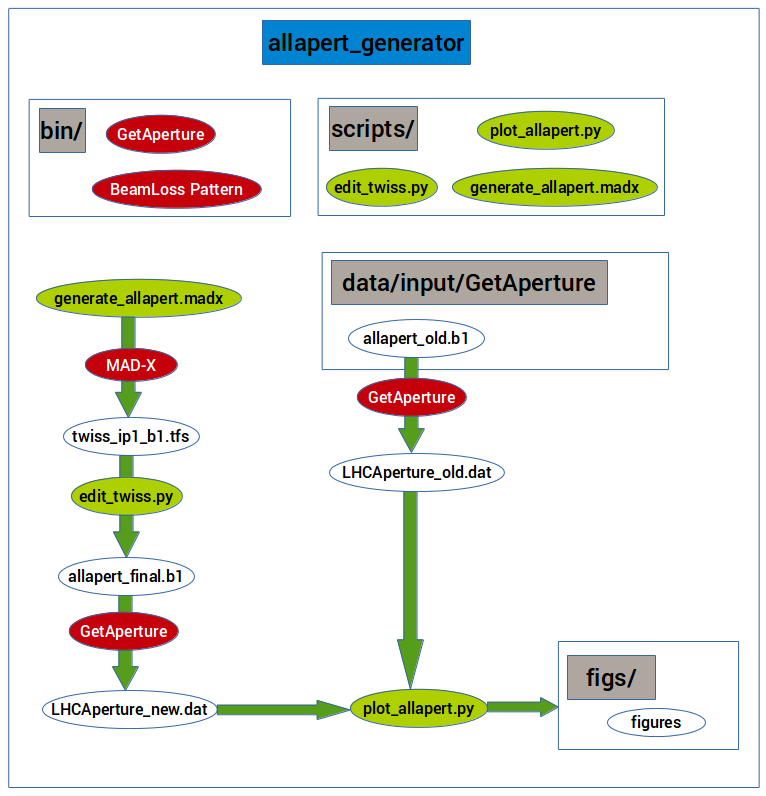 allapert_generator
bin/
GetAperture
BeamLoss Pattern
scripts/
plot_allapert.py
edit_twiss.py
generate_allapert.madx
generate_allapert.madx
MAD-X
twiss_ip1_b1.tfs
edit_twiss.py
allapert_final.b1
GetAperture
LHCAperture_new.dat
data/input/GetAperture
allapert_old.b1
GetAperture
LHCAperture_old.dat
plot_allapert.py
figs/
figures